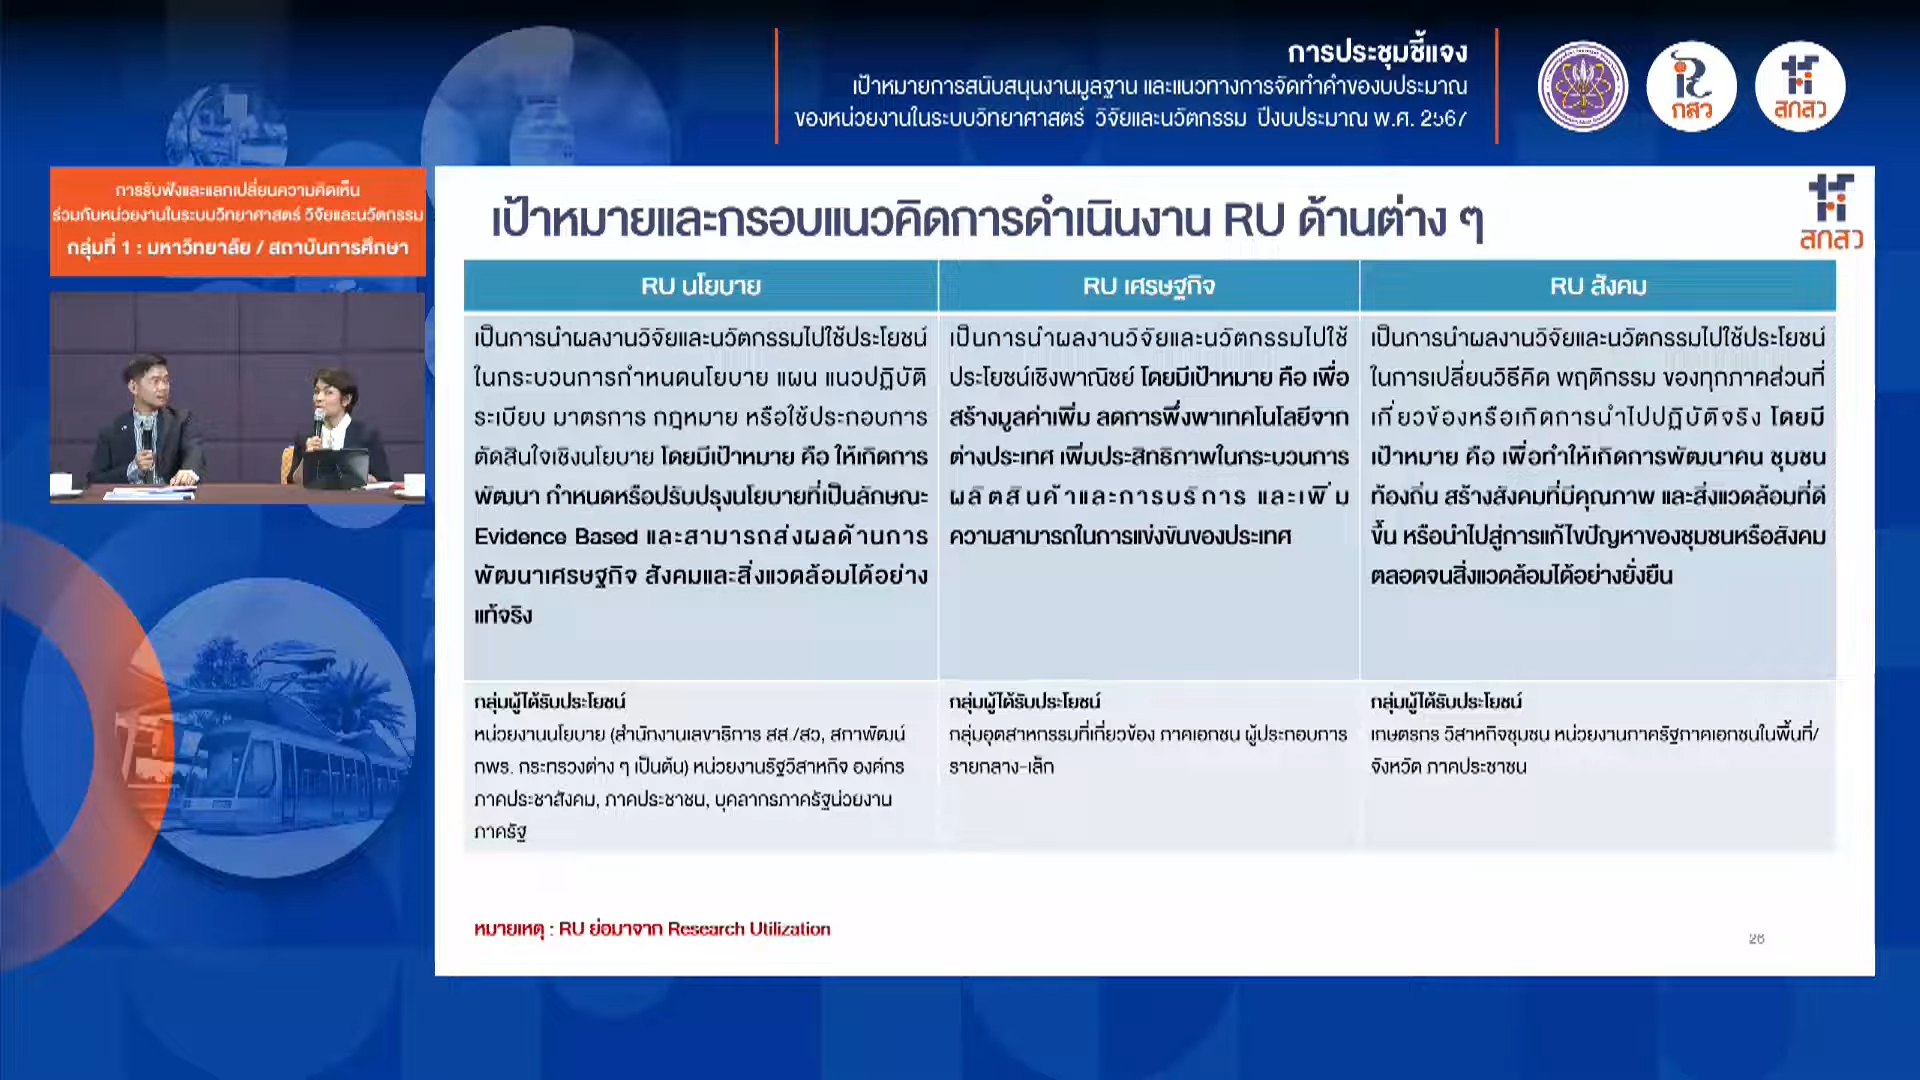 การประชุมชี้แจง
เป้าหมายการสนับสนุนงานมูลฐาน และแนวทางการจัดทำคำของบประมาณ
ของหน่วยงานในระบบวิทยาศาสตร์ วิจัยและนวัตกรรม ปีงบประมาณ พ.ศ. 2567
กสว
สกสว
การรับฟังและแลกเปลี่ยนความคิดเห็น
ร่วมกับหน่วยงานในระบบวิทยาศาสตร์ วิจัยและนวัตกรรม
กลุ่มที่ 1 : มหาวิทยาลัย / สถาบันการศึกษา
เป้าหมายและกรอบแนวคิดการดำเนินงาน RU ด้านต่าง ๆ
สกสว
RU นโยบาย
เป็นการนำผลงานวิจัยและนวัตกรรมไปใช้ประโยชน์
ในกระบวนการกำหนดนโยบาย แผน แนวปฏิบัติ
ระเบียบ มาตรการ กฎหมาย หรือใช้ประกอบการ
ตัดสินใจเชิงนโยบาย โดยมีเป้าหมาย คือ ให้เกิดการ
พัฒนา กำหนดหรือปรับปรุงนโยบายที่เป็นลักษณะ
Evidence Based และสามารถส่งผลด้านการ
พัฒนาเศรษฐกิจ สังคมและสิ่งแวดล้อมได้อย่าง
แท้จริง
กลุ่มผู้ได้รับประโยชน์
หน่วยงานนโยบาย (สำนักงานเลขาธิการ สส./สว, สภาพัฒน์
กพร. กระทรวงต่าง ๆ เป็นต้น) หน่วยงานรัฐวิสาหกิจ องค์กร
ภาคประชาสังคม, ภาคประชาชน, บุคลากรภาครัฐน่วยงาน
ภาครัฐ
RU เศรษฐกิจ
เป็นการนำผลงานวิจัยและนวัตกรรมไปใช้
ประโยชน์เชิงพาณิชย์ โดยมีเป้าหมาย คือ เพื่อ
สร้างมูลค่าเพิ่ม ลดการพึ่งพาเทคโนโลยีจาก
ต่างประเทศ เพิ่มประสิทธิภาพในกระบวนการ
ผลิตสินค้าและการบริการ และเพิ่ม
ความสามารถในการแข่งขันของประเทศ
กลุ่มผู้ได้รับประโยชน์
กลุ่มอุตสาหกรรมที่เกี่ยวข้อง ภาคเอกชน ผู้ประกอบการ
รายกลาง-เล็ก
RU สังคม
เป็นการนำผลงานวิจัยและนวัตกรรมไปใช้ประโยชน์
ในการเปลี่ยนวิธีคิด พฤติกรรม ของทุกภาคส่วนที่
เกี่ยวข้องหรือเกิดการนำไปปฏิบัติจริง โดยมี
เป้าหมาย คือ เพื่อทำให้เกิดการพัฒนาคน ชุมชน
ท้องถิ่น สร้างสังคมที่มีคุณภาพ และสิ่งแวดล้อมที่ดี
ขึ้น หรือนำไปสู่การแก้ไขปัญหาของชุมชนหรือสังคม
ตลอดจนสิ่งแวดล้อมได้อย่างยั่งยืน
กลุ่มผู้ได้รับประโยชน์
เกษตรกร วิสาหกิจชุมชน หน่วยงานภาครัฐภาคเอกชนในพื้นที่/
จังหวัด ภาคประชาชน
หมายเหตุ : RU ย่อมาจาก Research Utilization
26